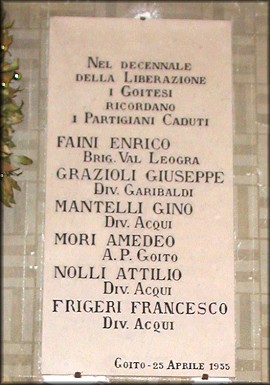 Nel decennale
della Liberazione
i Goitesi
ricordano
i Partigiani Caduti
FAINI ENRICO
Brig. Val Leogra
GRAZIOLI GIUSEPPE
Div. Garibaldi
MANTELLI GINO
Div. Acqui
MORI AMEDEO
A.P. Goito
NOLLI ATTILIO
Div. Acqui
FRIGERI FRANCESCO
Div. Acqui
Goito - 25 Aprile 1955